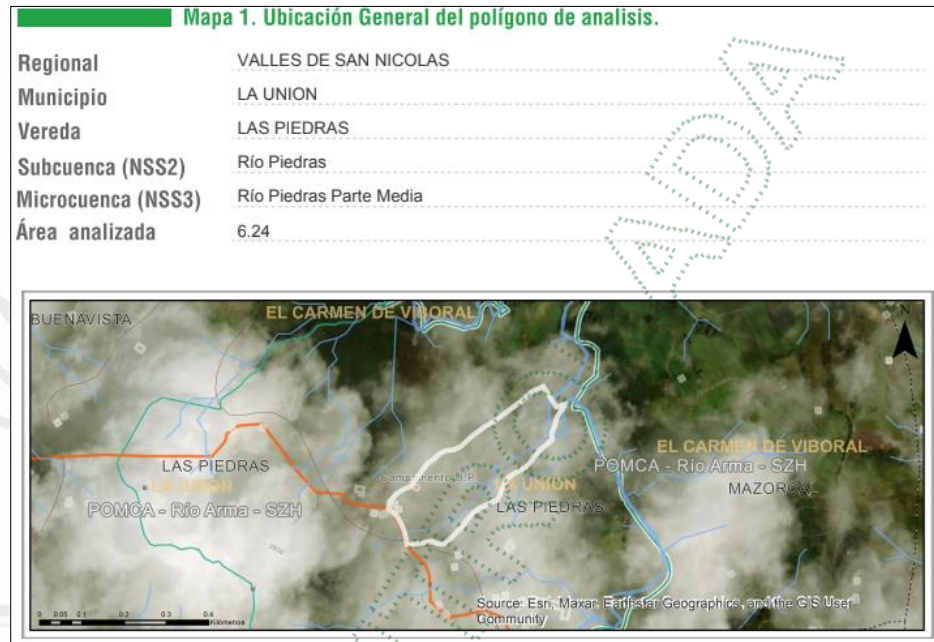 Mapa 1. Ubicación General del polígono de analisis.
Regional VALLES DE SAN NICOLAS
Municipio LA UNION
Vereda LAS PIEDRAS
Subcuenca (NSS2) Río Piedras
Microcuenca (NSS3) Río Piedras Parte Media
Área analizada 6.24
ADA
BUENAVISTA
EL CARMEN DE VIBORAL
N
EL CARMEN DE VIBORAL
LAS PIEDRAS
POMCA - Río Arma - SZH
LA UNION
LA UNION
MAZORCAL
LAS PIEDRAS
POMCA - Río Arma - SZH
0 0.05 0.1 0.2 0.3 0.4
Kilómetros
Source: Esri, Maxar, Earthstar Geographics, and the GIS User
Community